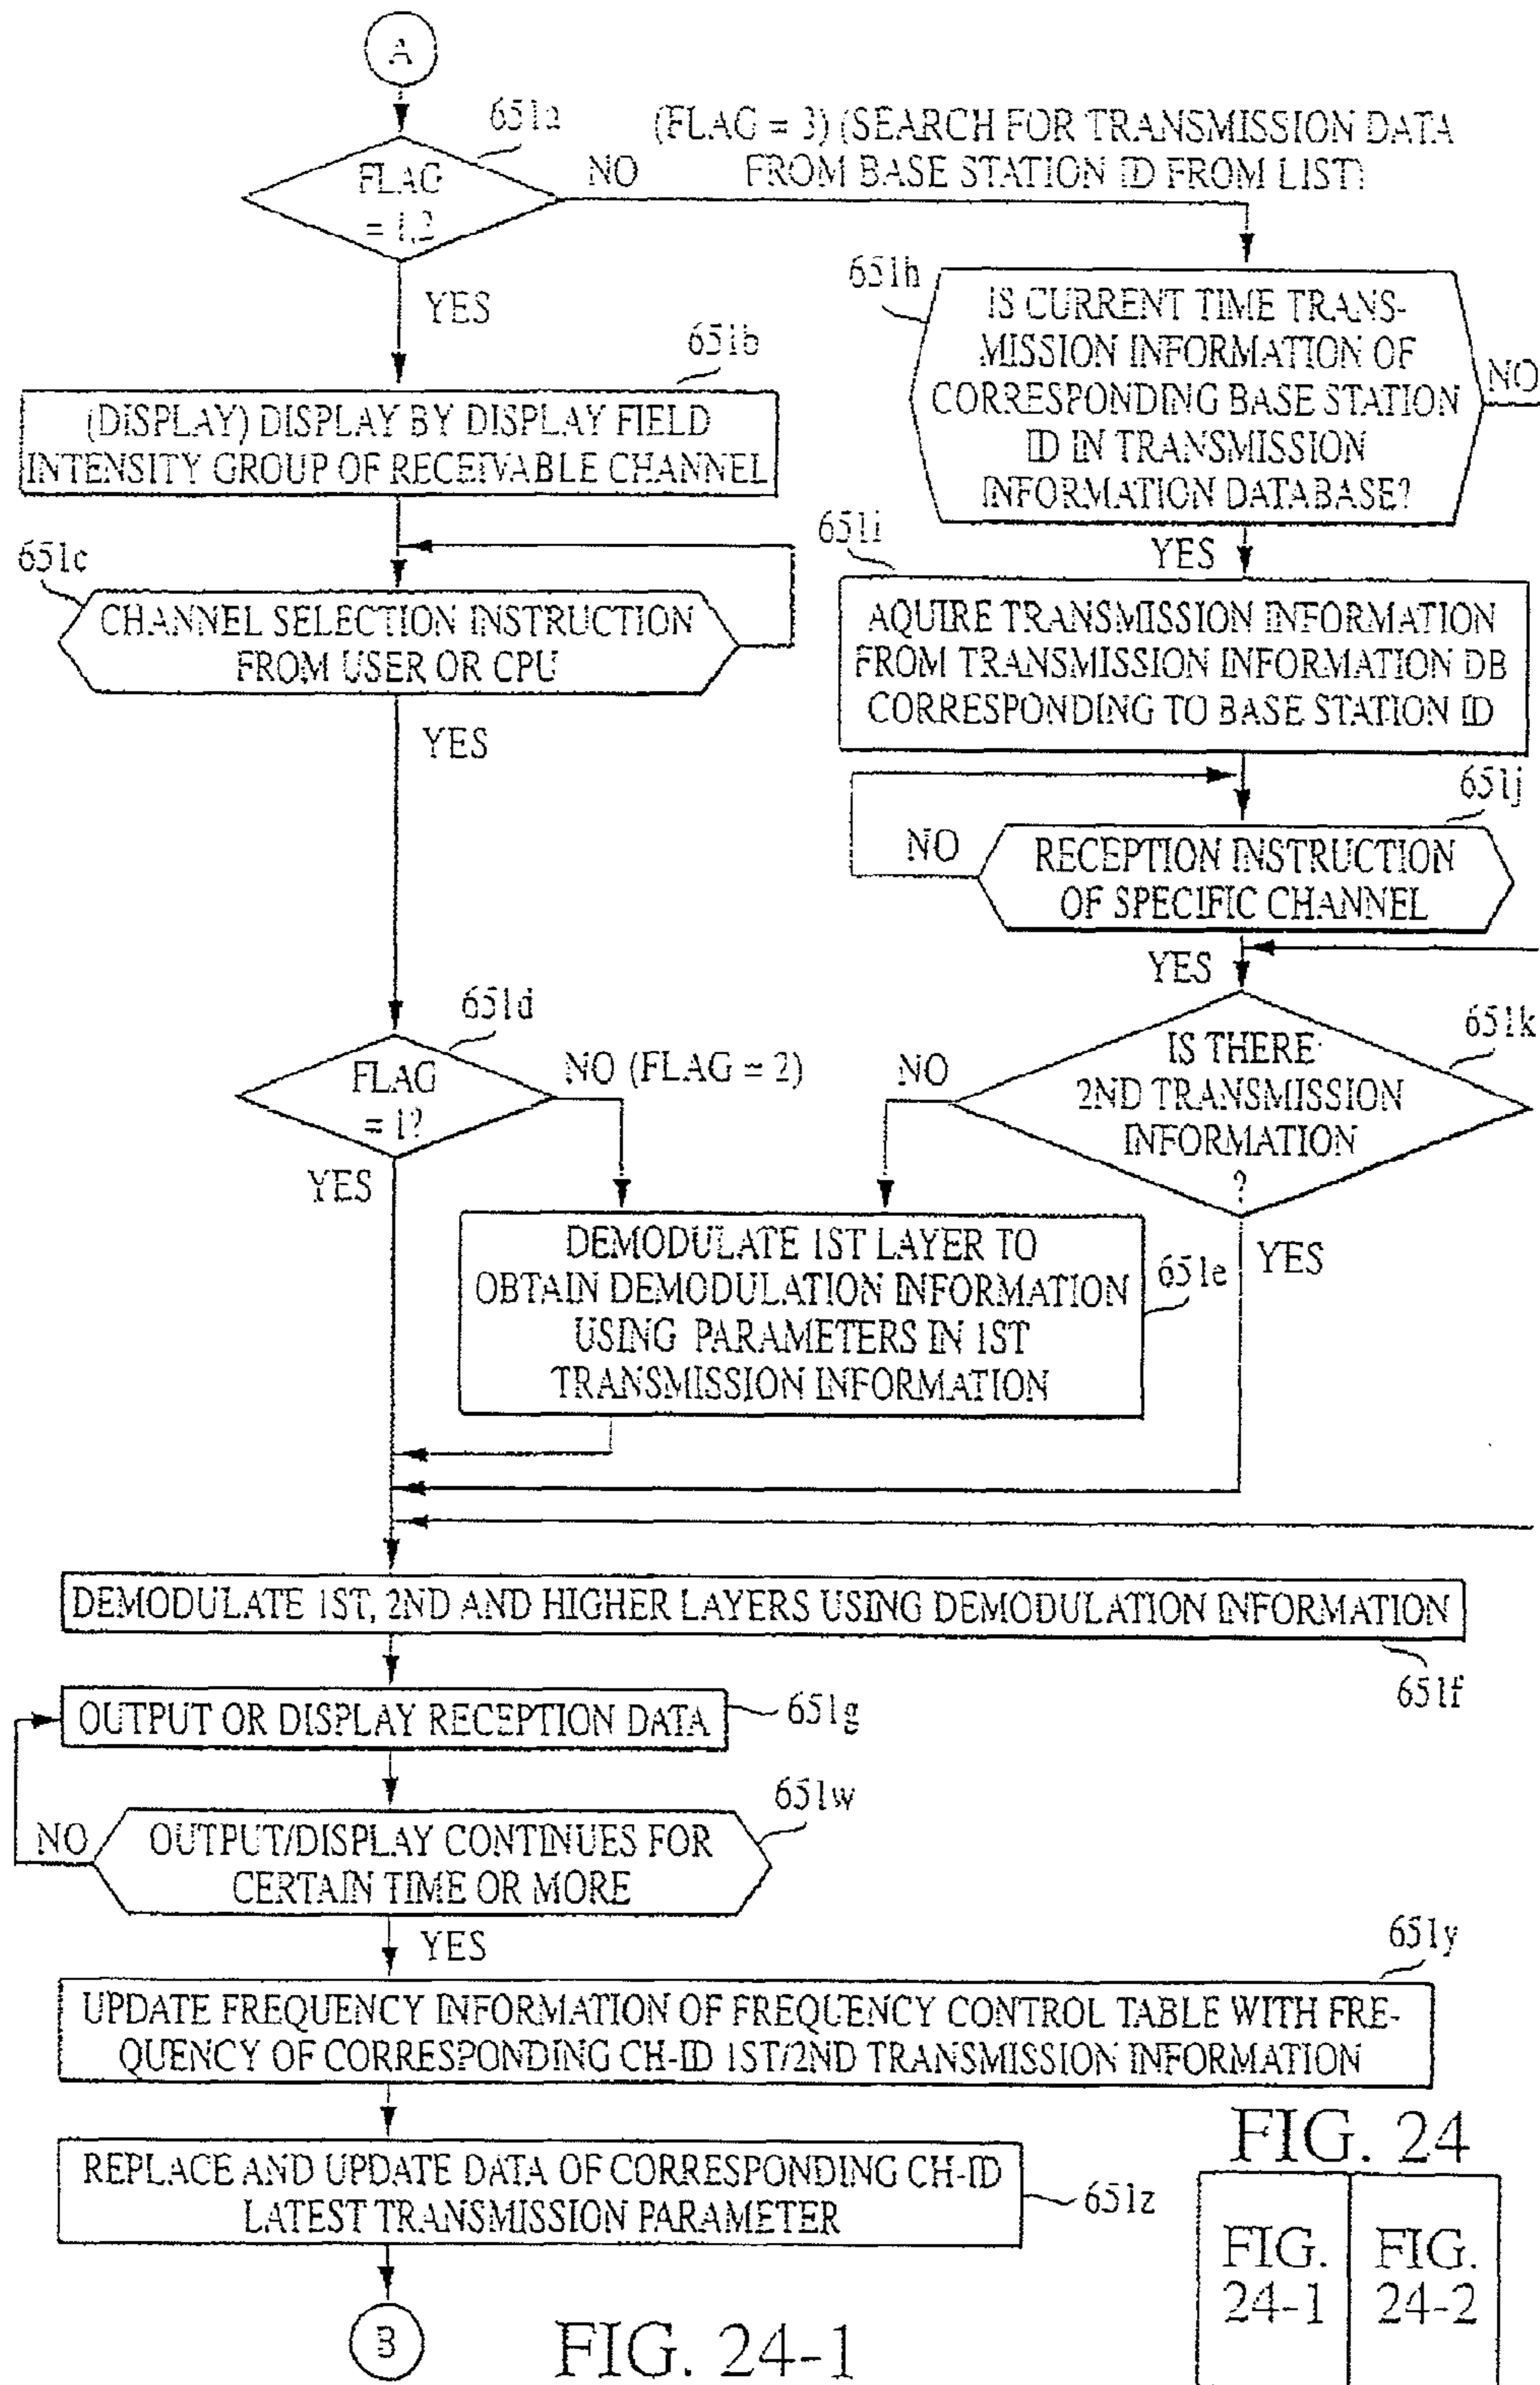 A
651a
(FLAG = 3) (SEARCH FOR TRANSMISSION DATA
FROM BASE STATION ID FROM LIST)
FLAG
= 1,2
NO
YES
651h
IS CURRENT TIME TRANS-
MISSION INFORMATION OF
CORRESPONDING BASE STATION
ID IN TRANSMISSION
INFORMATION DATABASE?
NO
YES
651b
(DISPLAY) DISPLAY BY DISPLAY FIELD
INTENSITY GROUP OF RECEIVABLE CHANNEL
651c
CHANNEL SELECTION INSTRUCTION
FROM USER OR CPU
YES
651i
AQUIRE TRANSMISSION INFORMATION
FROM TRANSMISSION INFORMATION DB
CORRESPONDING TO BASE STATION ID
651j
NO
RECEPTION INSTRUCTION
OF SPECIFIC CHANNEL
YES
651d
FLAG
= 1?
NO (FLAG = 2)
YES
651k
NO
IS THERE
2ND TRANSMISSION
INFORMATION
?
YES
DEMODULATE 1ST LAYER TO
OBTAIN DEMODULATION INFORMATION
USING PARAMETERS IN 1ST
TRANSMISSION INFORMATION
651e
DEMODULATE 1ST, 2ND AND HIGHER LAYERS USING DEMODULATION INFORMATION
651f
OUTPUT OR DISPLAY RECEPTION DATA
651g
651w
NO
OUTPUT/DISPLAY CONTINUES FOR
CERTAIN TIME OR MORE
YES
651y
UPDATE FREQUENCY INFORMATION OF FREQUENCY CONTROL TABLE WITH FRE-
QUENCY OF CORRESPONDING CH-ID 1ST/2ND TRANSMISSION INFORMATION
REPLACE AND UPDATE DATA OF CORRESPONDING CH-ID
LATEST TRANSMISSION PARAMETER
651z
B
FIG. 24-1
FIG. 24
FIG.
24-1
FIG.
24-2